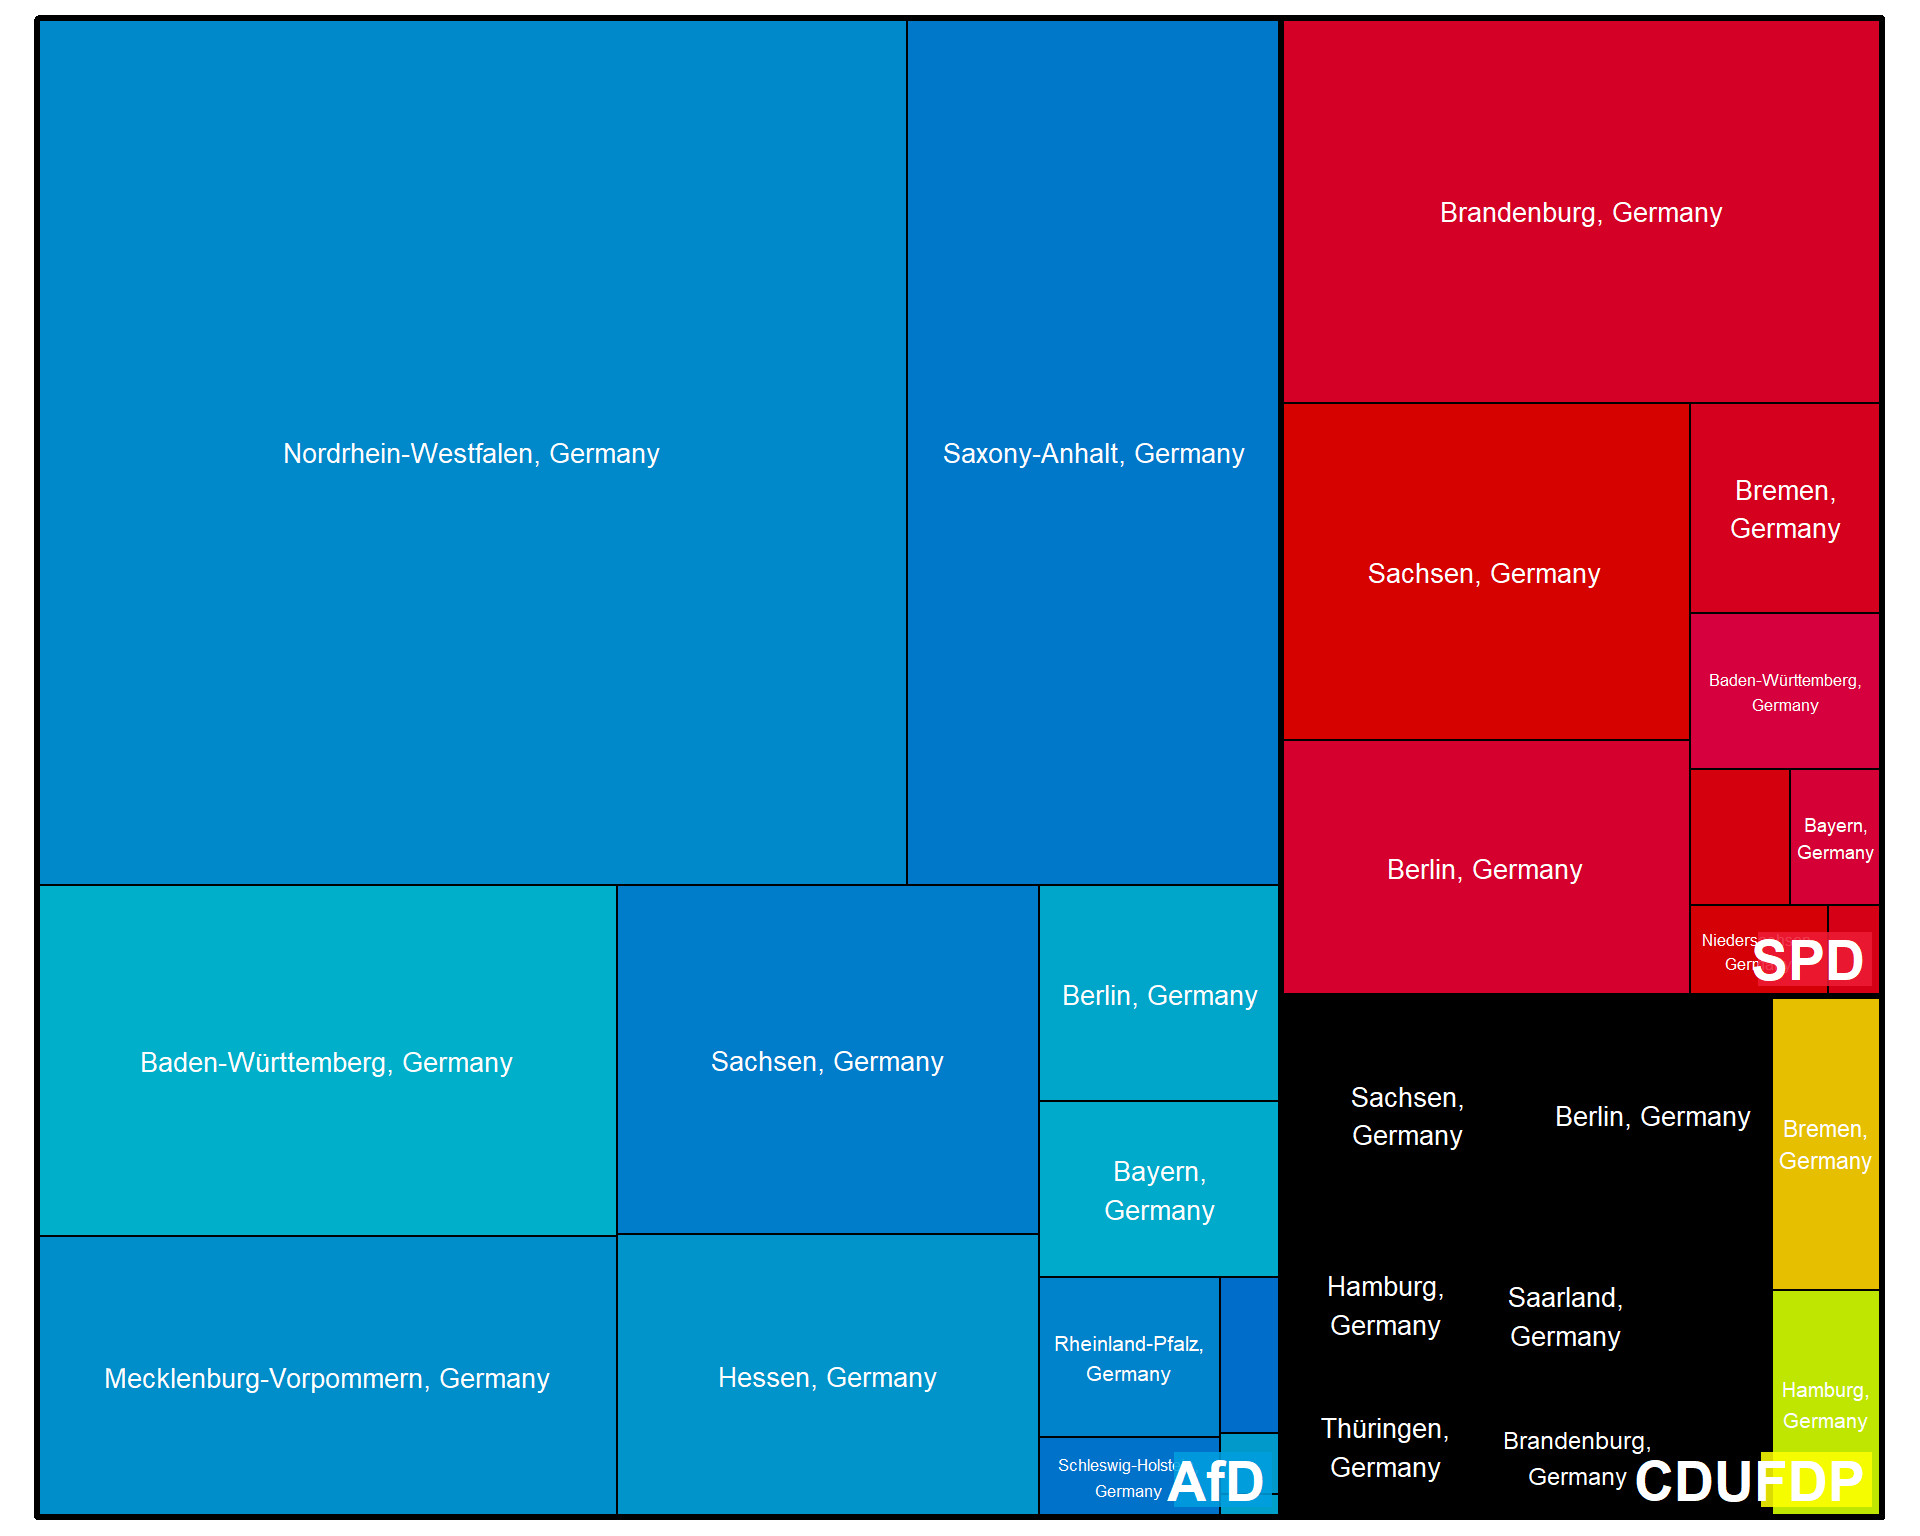 Nordrhein-Westfalen, Germany
Saxony-Anhalt, Germany
Baden-Württemberg, Germany
Sachsen, Germany
Berlin, Germany
Bayern,
Germany
Mecklenburg-Vorpommern, Germany
Hessen, Germany
Rheinland-Pfalz,
Germany
Germany
AfD
Brandenburg, Germany
Sachsen, Germany
Bremen,
Germany
Baden-Württemberg,
Germany
Berlin, Germany
Bayern,
Germany
SPD
Sachsen,
Germany
Berlin, Germany
Hamburg,
Germany
Saarland,
Germany
Thüringen,
Germany
Brandenburg,
Germany
CDU
Bremen,
Germany
Hamburg,
Germany
FDP